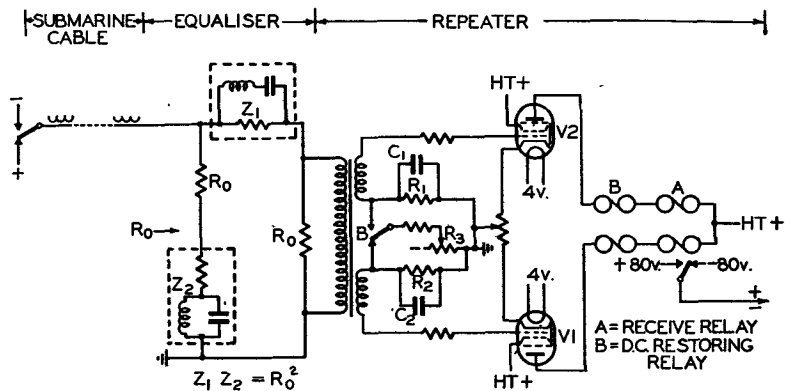 SUBMARINE CABLE
EQUALISER
REPEATER
−
+
Z1
R0
R0
Z2
R0
Z1 Z2 = R0²
C1
R1
B
R3
R2
C2
HT+
V2
4v.
4v.
V1
HT+
B
A
HT+
+80v.
-80v.
+
−
A = RECEIVE RELAY
B = D.C. RESTORING
RELAY